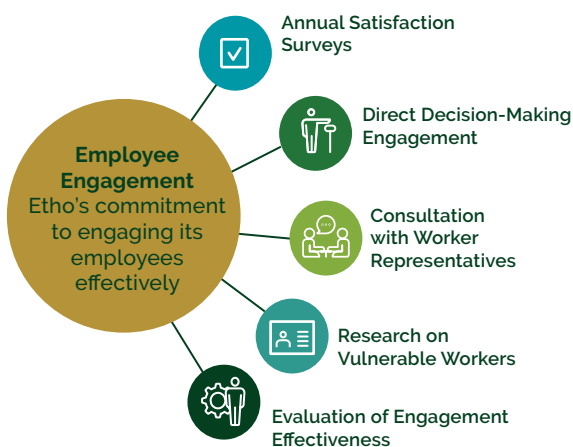 Annual Satisfaction
Surveys
Direct Decision-Making
Engagement
Employee
Engagement
Etho's commitment
to engaging its
employees
effectively
Consultation
with Worker
Representatives
Research on
Vulnerable Workers
Evaluation of Engagement
Effectiveness